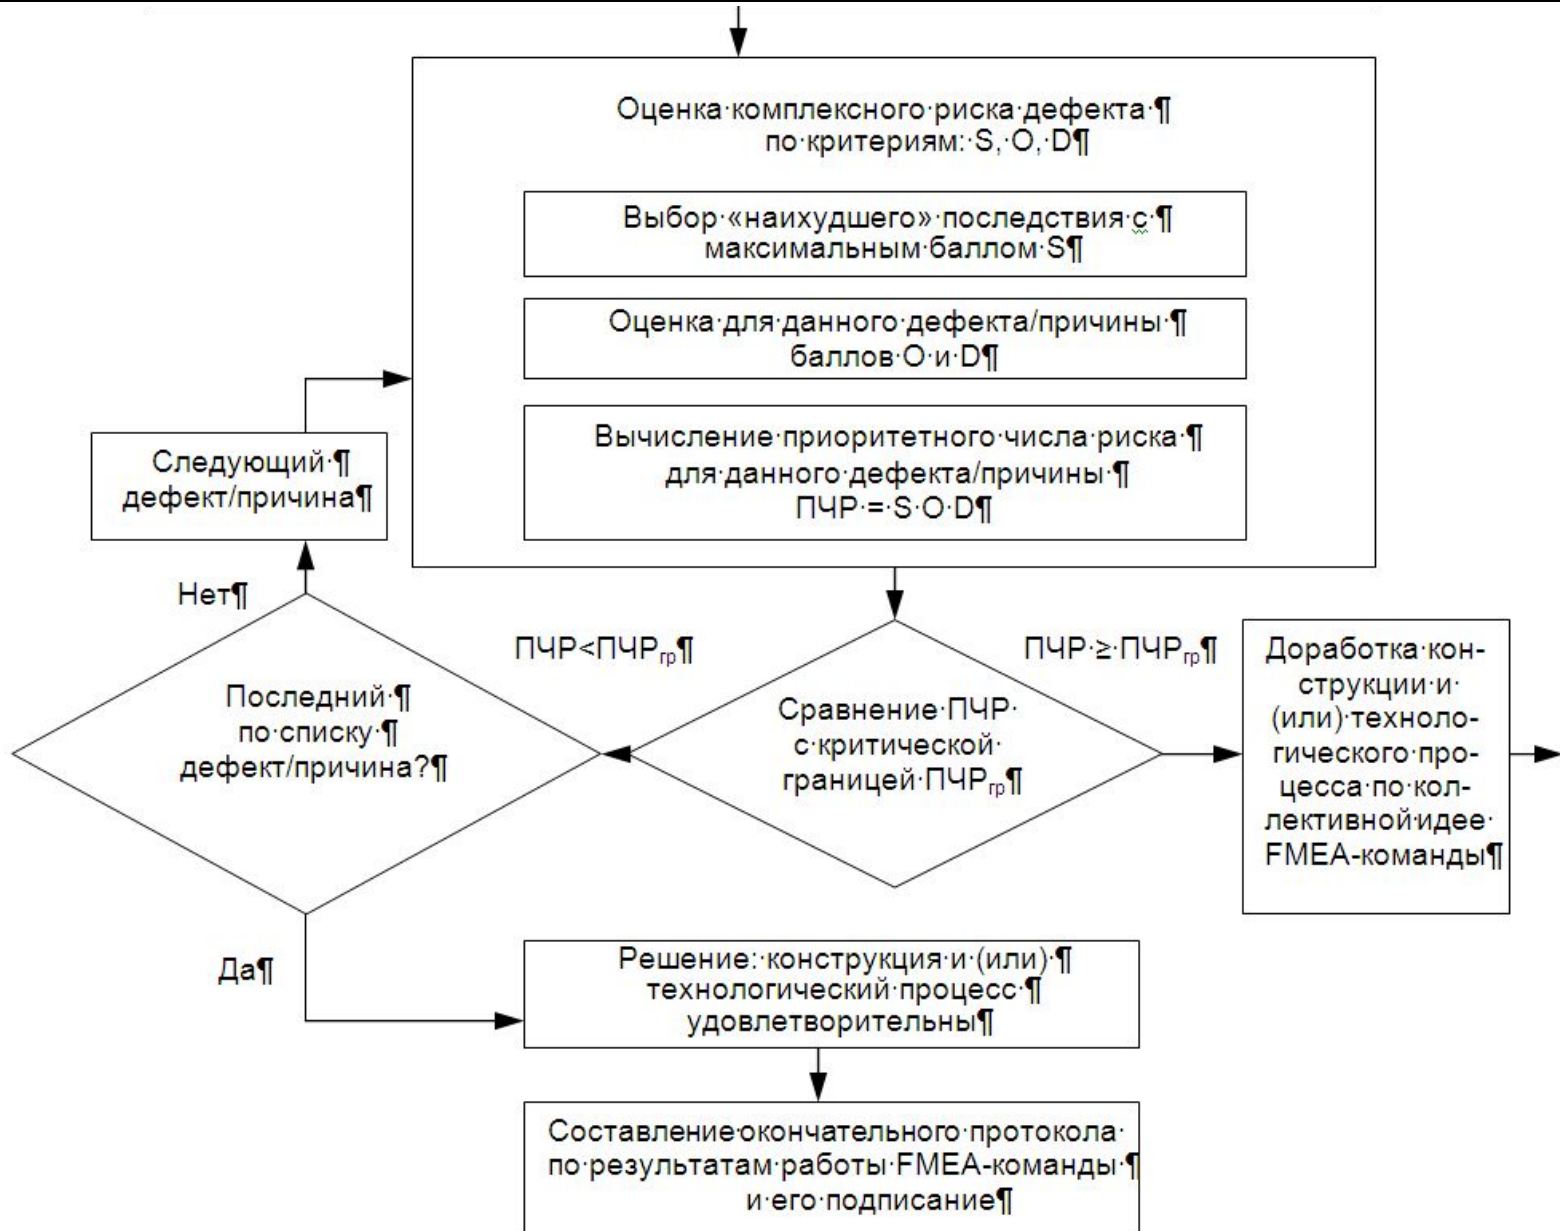 Оценка·комплексного·риска·дефекта·¶
по·критериям:·S,·O,·D¶
Выбор·«наихудшего»·последствия·с·¶
максимальным·баллом·S¶
Оценка·для·данного·дефекта/причины·¶
баллов·O·и·D¶
Вычисление·приоритетного·числа·риска·¶
для·данного·дефекта/причины·¶
ПЧР·=·S·O·D¶
Следующий·¶
дефект/причина¶
Нет¶
ПЧР<ПЧРгр¶
ПЧР·≥·ПЧРгр¶
Последний·¶
по·списку·¶
дефект/причина?¶
Сравнение·ПЧР·
с·критической·
границей·ПЧРгр¶
Доработка·кон-
струкции·и·
(или)·техноло-
гического·про-
цесса·по·кол-
лективной·идее·
FMEA-команды¶
Да¶
Решение:·конструкция·и·(или)·¶
технологический·процесс·¶
удовлетворительны¶
Составление·окончательного·протокола·
по·результатам·работы·FMEA-команды·¶
и·его·подписание¶